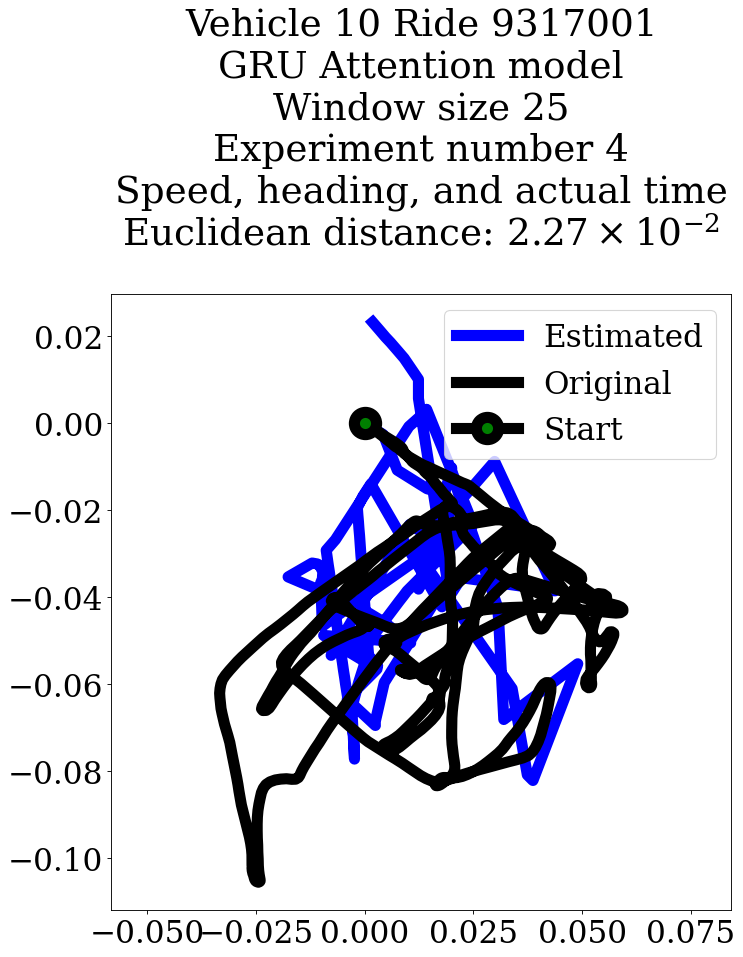 Vehicle 10 Ride 9317001
GRU Attention model
Window size 25
Experiment number 4
Speed, heading, and actual time
Euclidean distance: 2.27 × 10⁻²
Estimated
Original
Start
0.02
0.00
−0.02
−0.04
−0.06
−0.08
−0.10
−0.050 −0.025 0.000 0.025 0.050 0.075